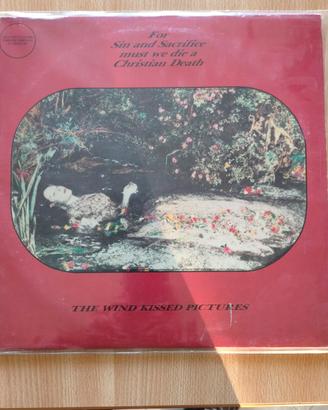 For
Sin and Sacrifice
must we die a
Christian Death
THE WIND KISSED PICTURES